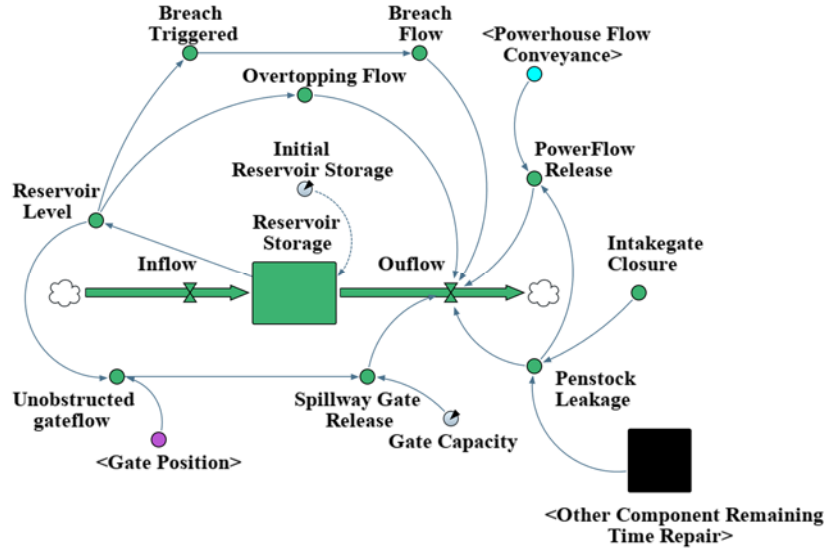 Breach
Triggered
Breach
Flow
<Powerhouse Flow
Conveyance>
Overtopping Flow
Initial
Reservoir Storage
PowerFlow
Release
Reservoir
Level
Reservoir
Storage
Intakegate
Closure
Inflow
Ouflow
Unobstructed
gateflow
Spillway Gate
Release
Penstock
Leakage
Gate Capacity
<Gate Position>
<Other Component Remaining
Time Repair>